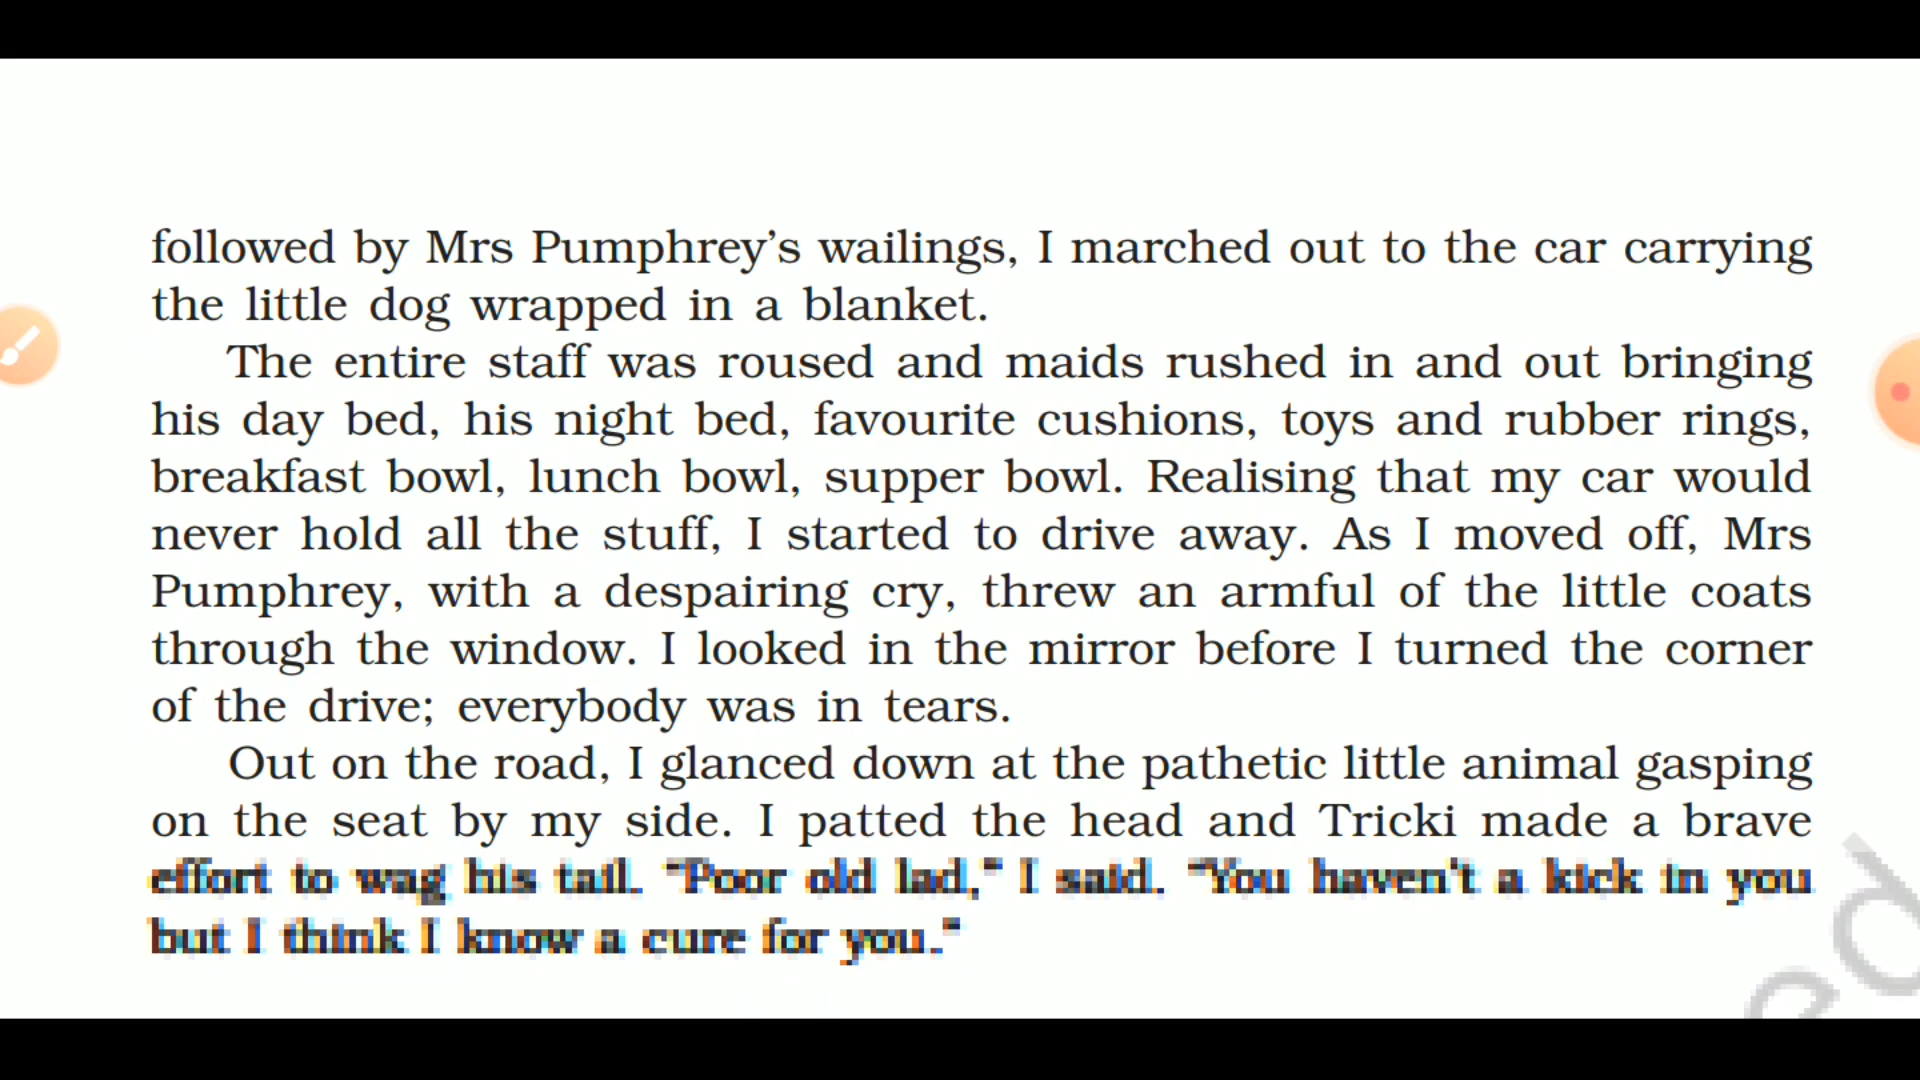 followed by Mrs Pumphrey’s wailings, I marched out to the car carrying
the little dog wrapped in a blanket.
The entire staff was roused and maids rushed in and out bringing
his day bed, his night bed, favourite cushions, toys and rubber rings,
breakfast bowl, lunch bowl, supper bowl. Realising that my car would
never hold all the stuff, I started to drive away. As I moved off, Mrs
Pumphrey, with a despairing cry, threw an armful of the little coats
through the window. I looked in the mirror before I turned the corner
of the drive; everybody was in tears.
Out on the road, I glanced down at the pathetic little animal gasping
on the seat by my side. I patted the head and Tricki made a brave
effort to wag his tail. “Poor old lad,” I said. “You haven’t a kick in you
but I think I know a cure for you.”
ed